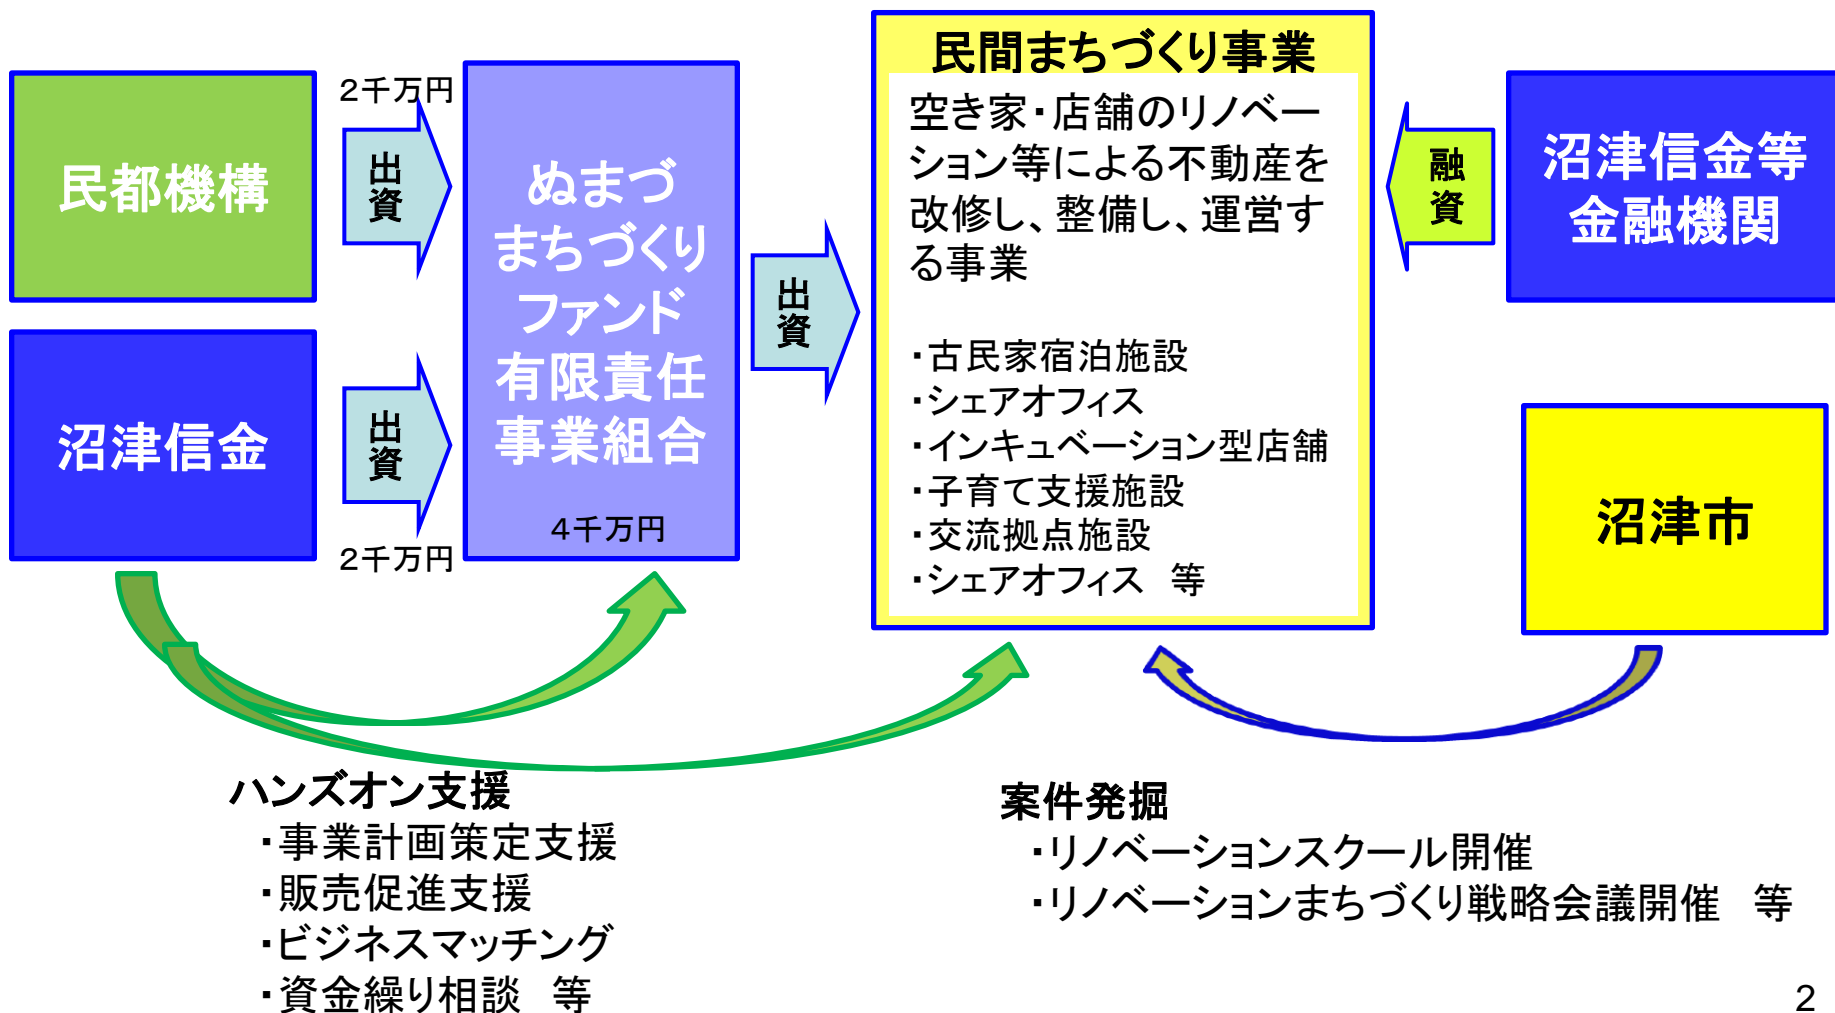 民都機構
2千万円
出資
沼津信金
出資
2千万円
ぬまづ
まちづくり
ファンド
有限責任
事業組合
4千万円
出資
民間まちづくり事業
空き家・店舗のリノベー
ション等による不動産を
改修し、整備し、運営す
る事業
・古民家宿泊施設
・シェアオフィス
・インキュベーション型店舗
・子育て支援施設
・交流拠点施設
・シェアオフィス 等
融資
沼津信金等
金融機関
沼津市
ハンズオン支援
・事業計画策定支援
・販売促進支援
・ビジネスマッチング
・資金繰り相談 等
案件発掘
・リノベーションスクール開催
・リノベーションまちづくり戦略会議開催 等
2